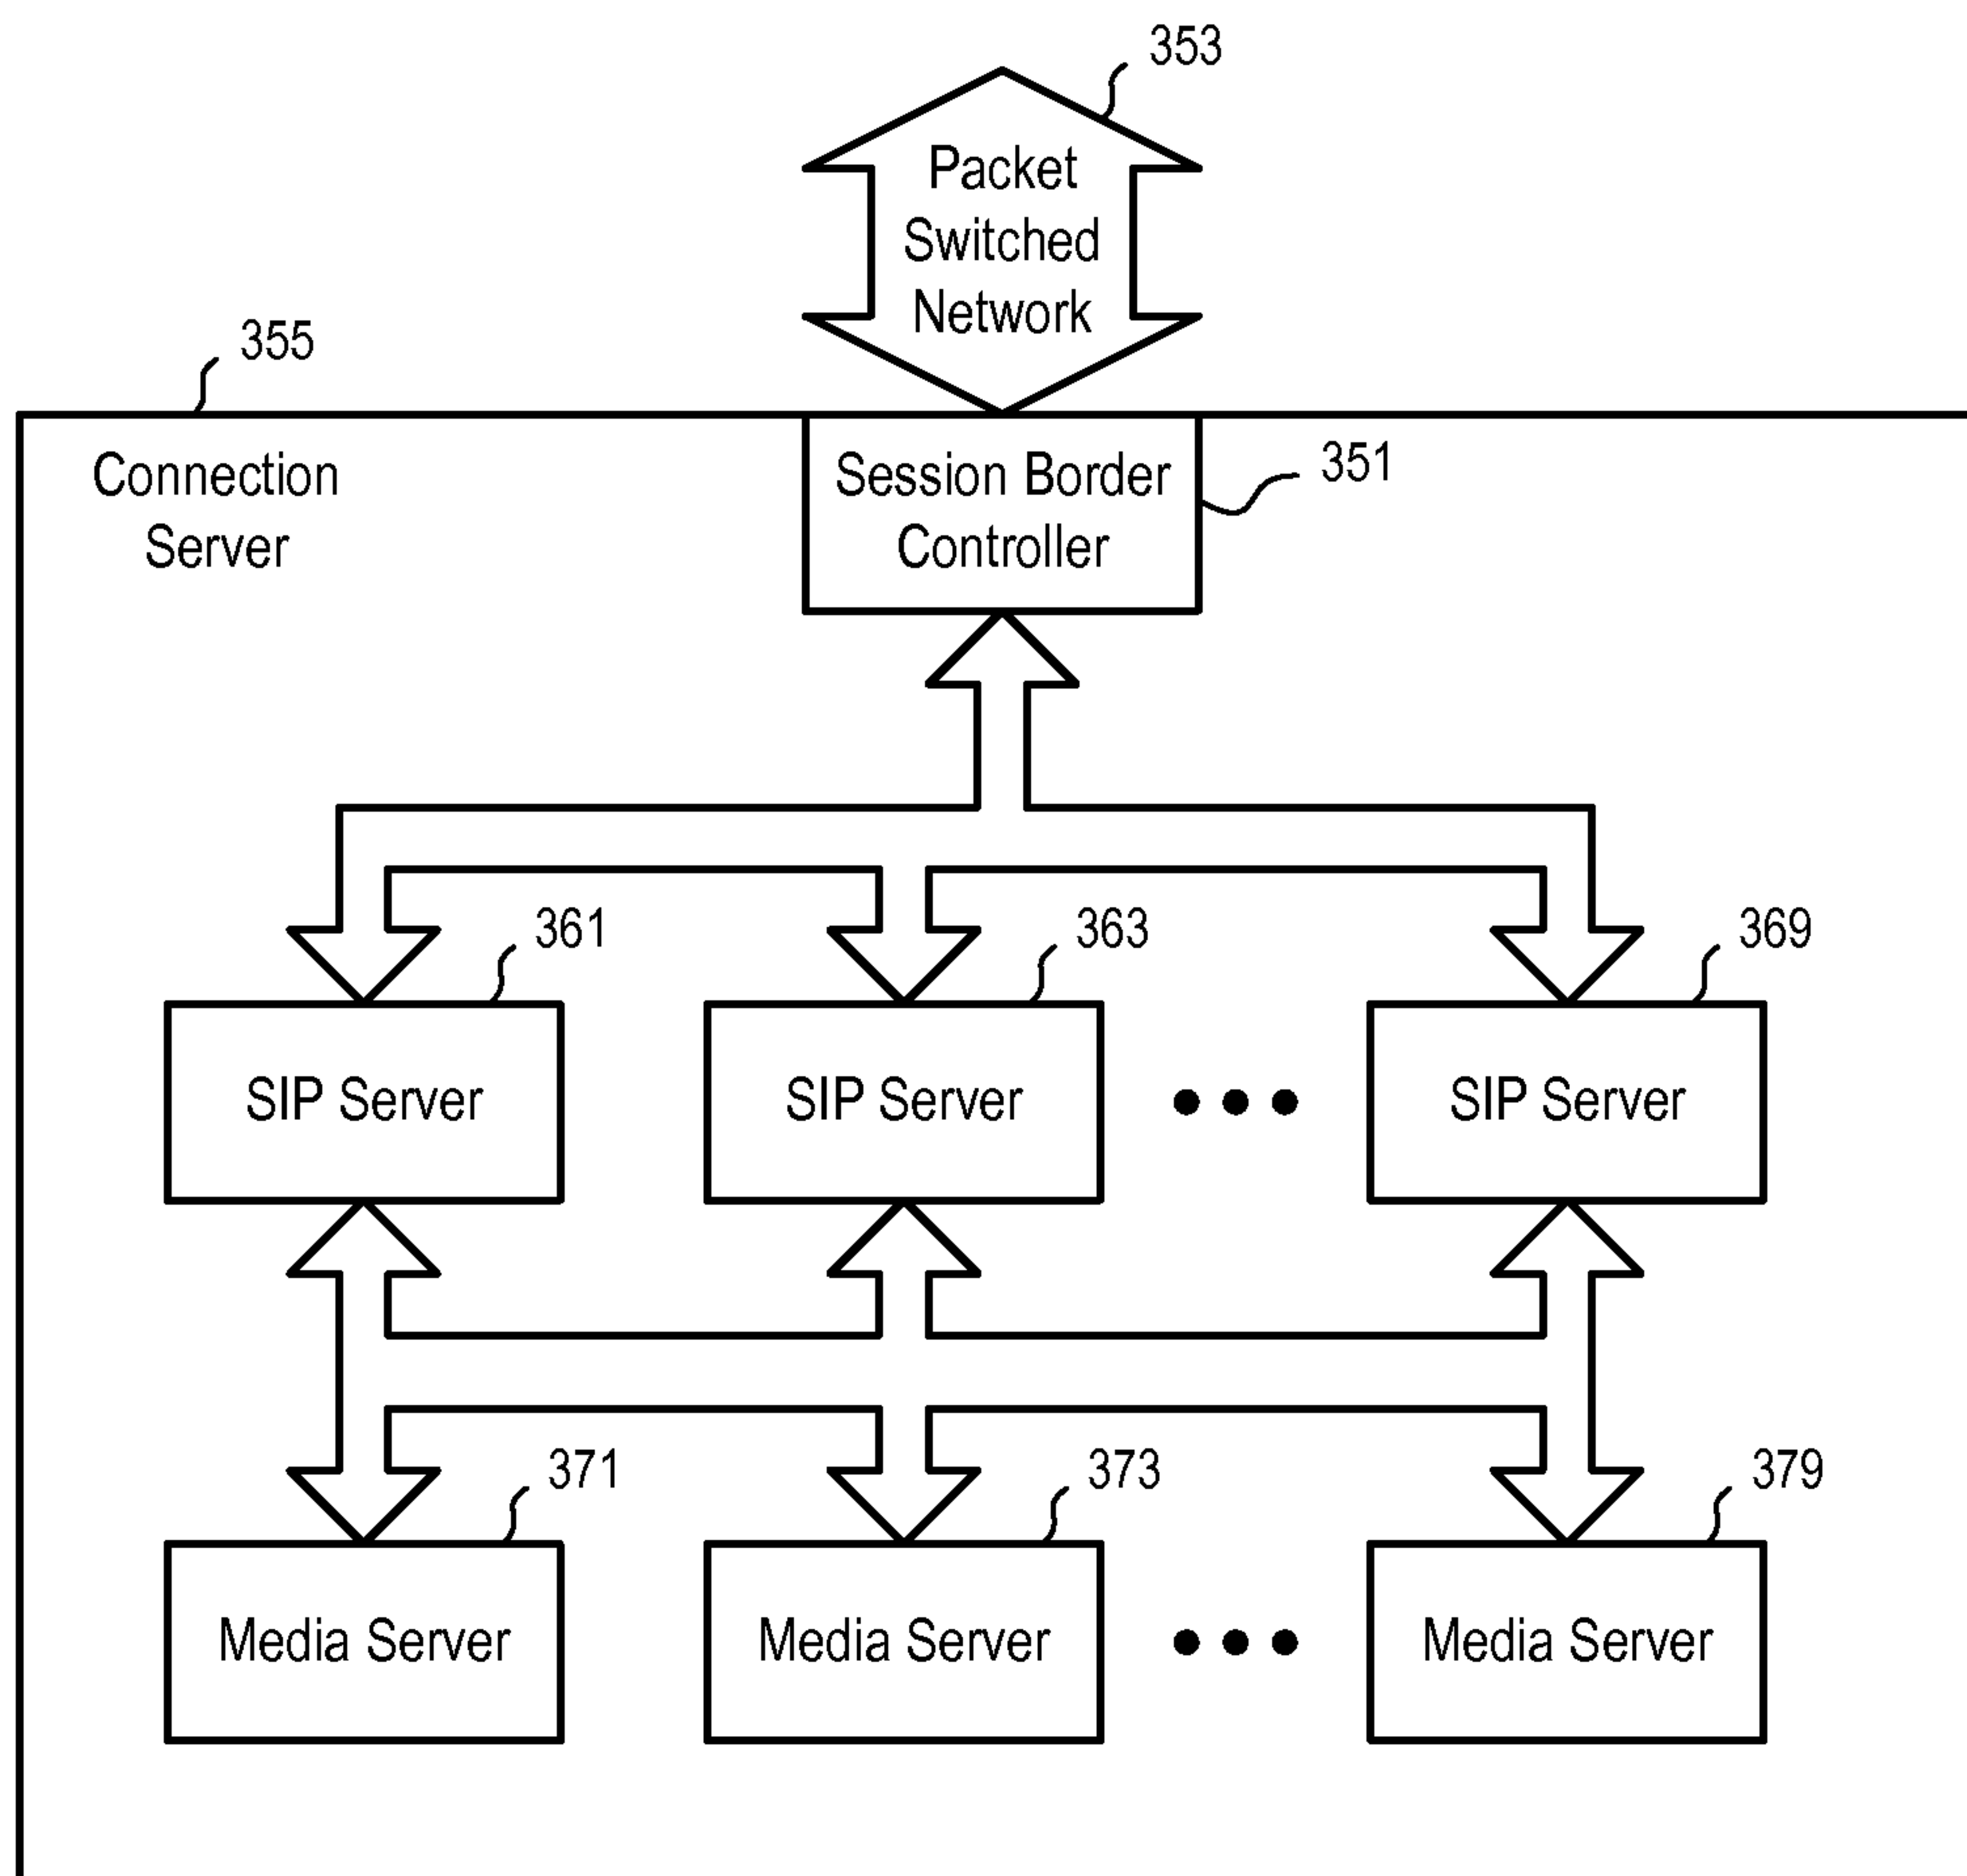 353
Packet
Switched
Network
355
Connection
Server
Session Border
Controller
351
361
363
369
SIP Server
SIP Server
SIP Server
371
373
379
Media Server
Media Server
Media Server